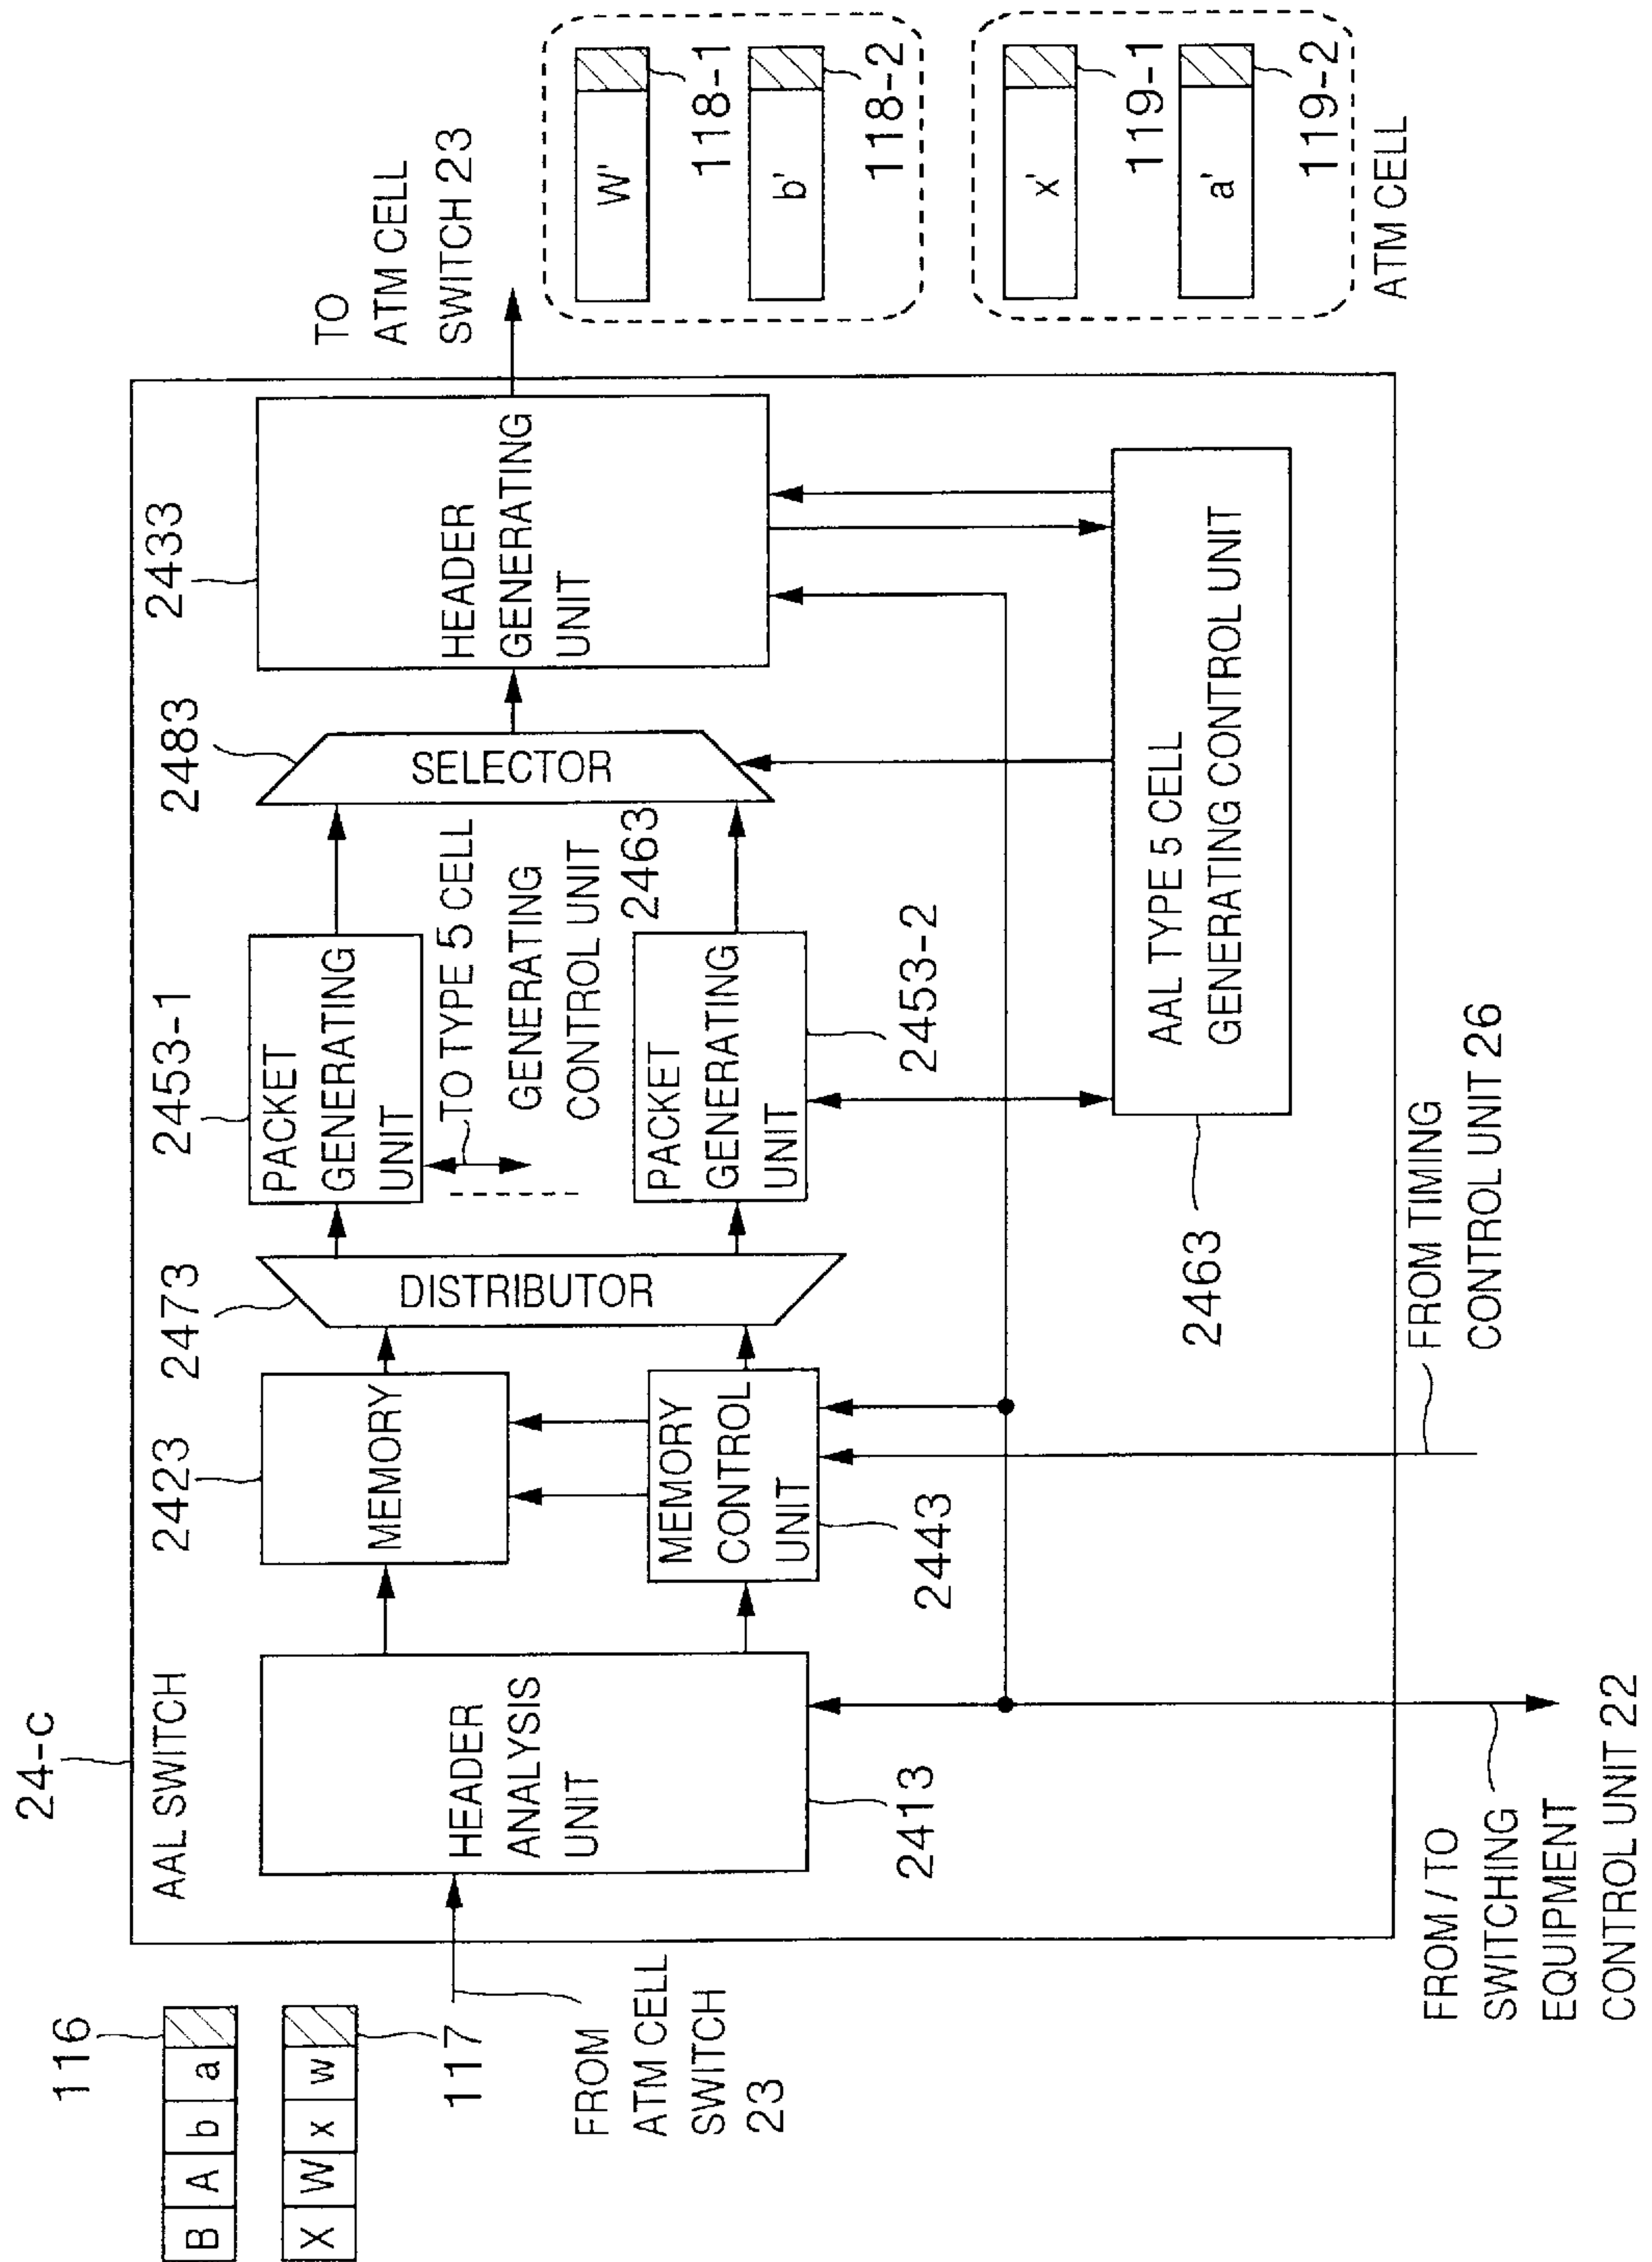 24-c
AAL SWITCH
116
B A b a
X W x w
117
FROM
ATM CELL
SWITCH
23
HEADER
ANALYSIS
UNIT
2413
2423
MEMORY
MEMORY
CONTROL
UNIT
2443
2473
DISTRIBUTOR
2453-1
PACKET
GENERATING
UNIT
TO TYPE 5 CELL
GENERATING
CONTROL UNIT
2463
PACKET
GENERATING
UNIT
2453-2
2483
SELECTOR
2433
HEADER
GENERATING
UNIT
AAL TYPE 5 CELL
GENERATING CONTROL UNIT
2463
TO
ATM CELL
SWITCH 23
W'
118-1
b'
118-2
x'
119-1
a'
119-2
ATM CELL
FROM / TO
SWITCHING
EQUIPMENT
CONTROL UNIT 22
FROM TIMING
CONTROL UNIT 26